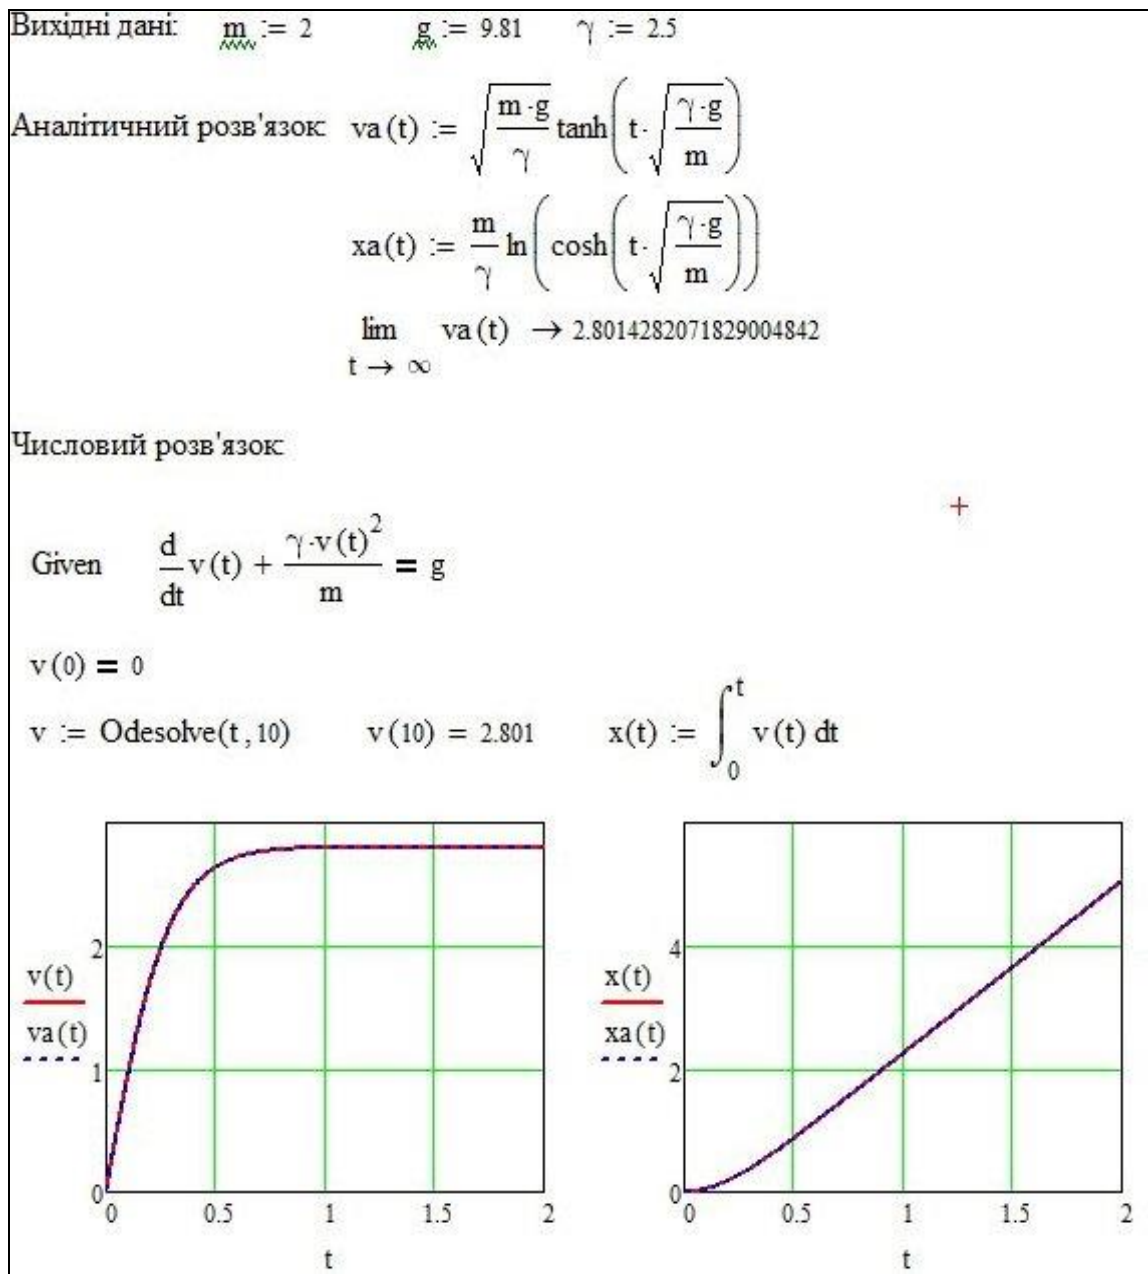 Вихідні дані: m := 2 g := 9.81 γ := 2.5
Аналітичний розв'язок: va(t) := √(m·g/γ) tanh(t·√(γ·g/m))
xa(t) := m/γ ln(cosh(t·√(γ·g/m)))
lim t → ∞ va(t) → 2.8014282071829004842
Числовий розв'язок:
Given d/dt v(t) + γ·v(t)²/m = g
v(0) = 0
v := Odesolve(t, 10) v(10) = 2.801 x(t) := ∫₀ᵗ v(t) dt
2
1
0
v(t)
va(t)
0 0.5 1 1.5 2
t
4
2
0
x(t)
xa(t)
0 0.5 1 1.5 2
t